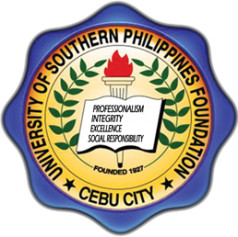 UNIVERSITY OF SOUTHERN PHILIPPINES FOUNDATION
PROFESSIONALISM
INTEGRITY
EXCELLENCE
SOCIAL RESPONSIBILITY
FOUNDED 1927
★ CEBU CITY ★